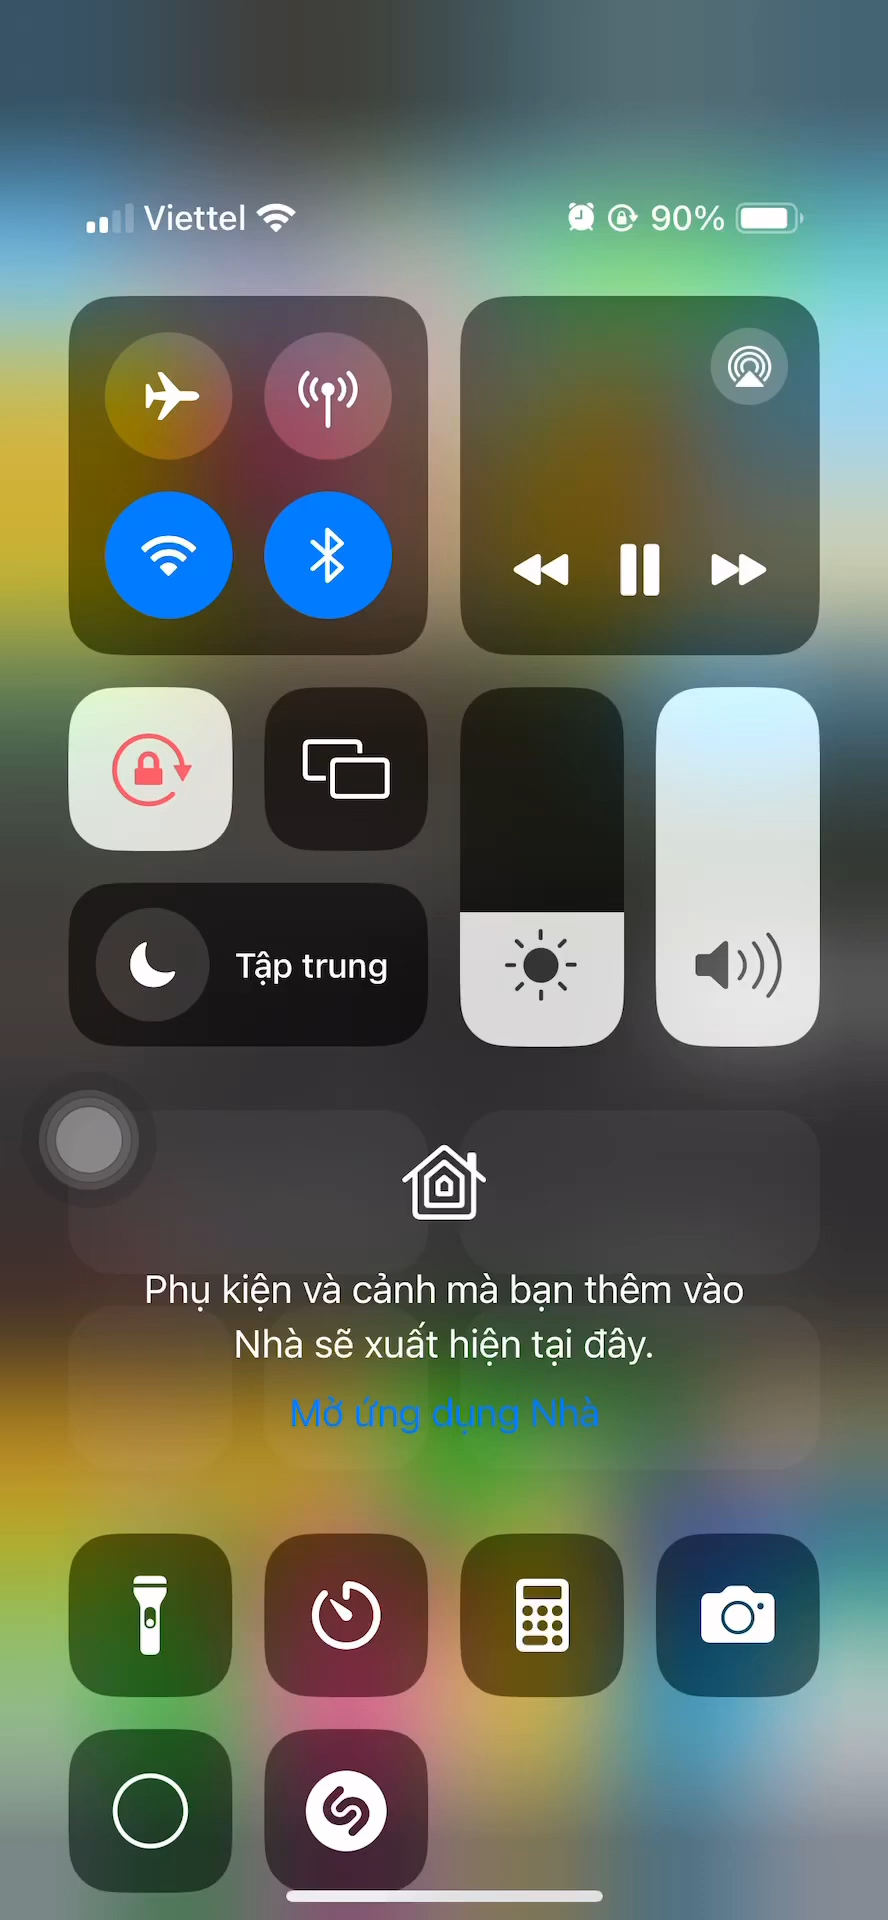 Viettel 90%
Tập trung
Phụ kiện và cảnh mà bạn thêm vào
Nhà sẽ xuất hiện tại đây.
Mở ứng dụng Nhà